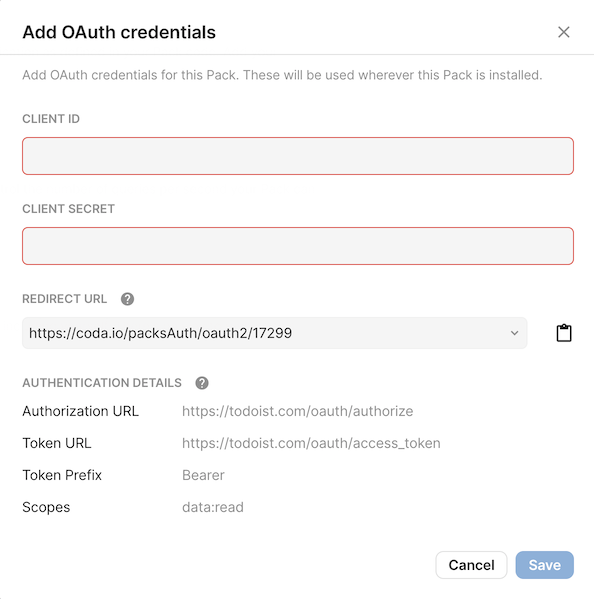 Add OAuth credentials
Add OAuth credentials for this Pack. These will be used wherever this Pack is installed.
CLIENT ID
CLIENT SECRET
REDIRECT URL ?
https://coda.io/packsAuth/oauth2/17299
AUTHENTICATION DETAILS ?
Authorization URL https://todoist.com/oauth/authorize
Token URL https://todoist.com/oauth/access_token
Token Prefix Bearer
Scopes data:read
Cancel Save